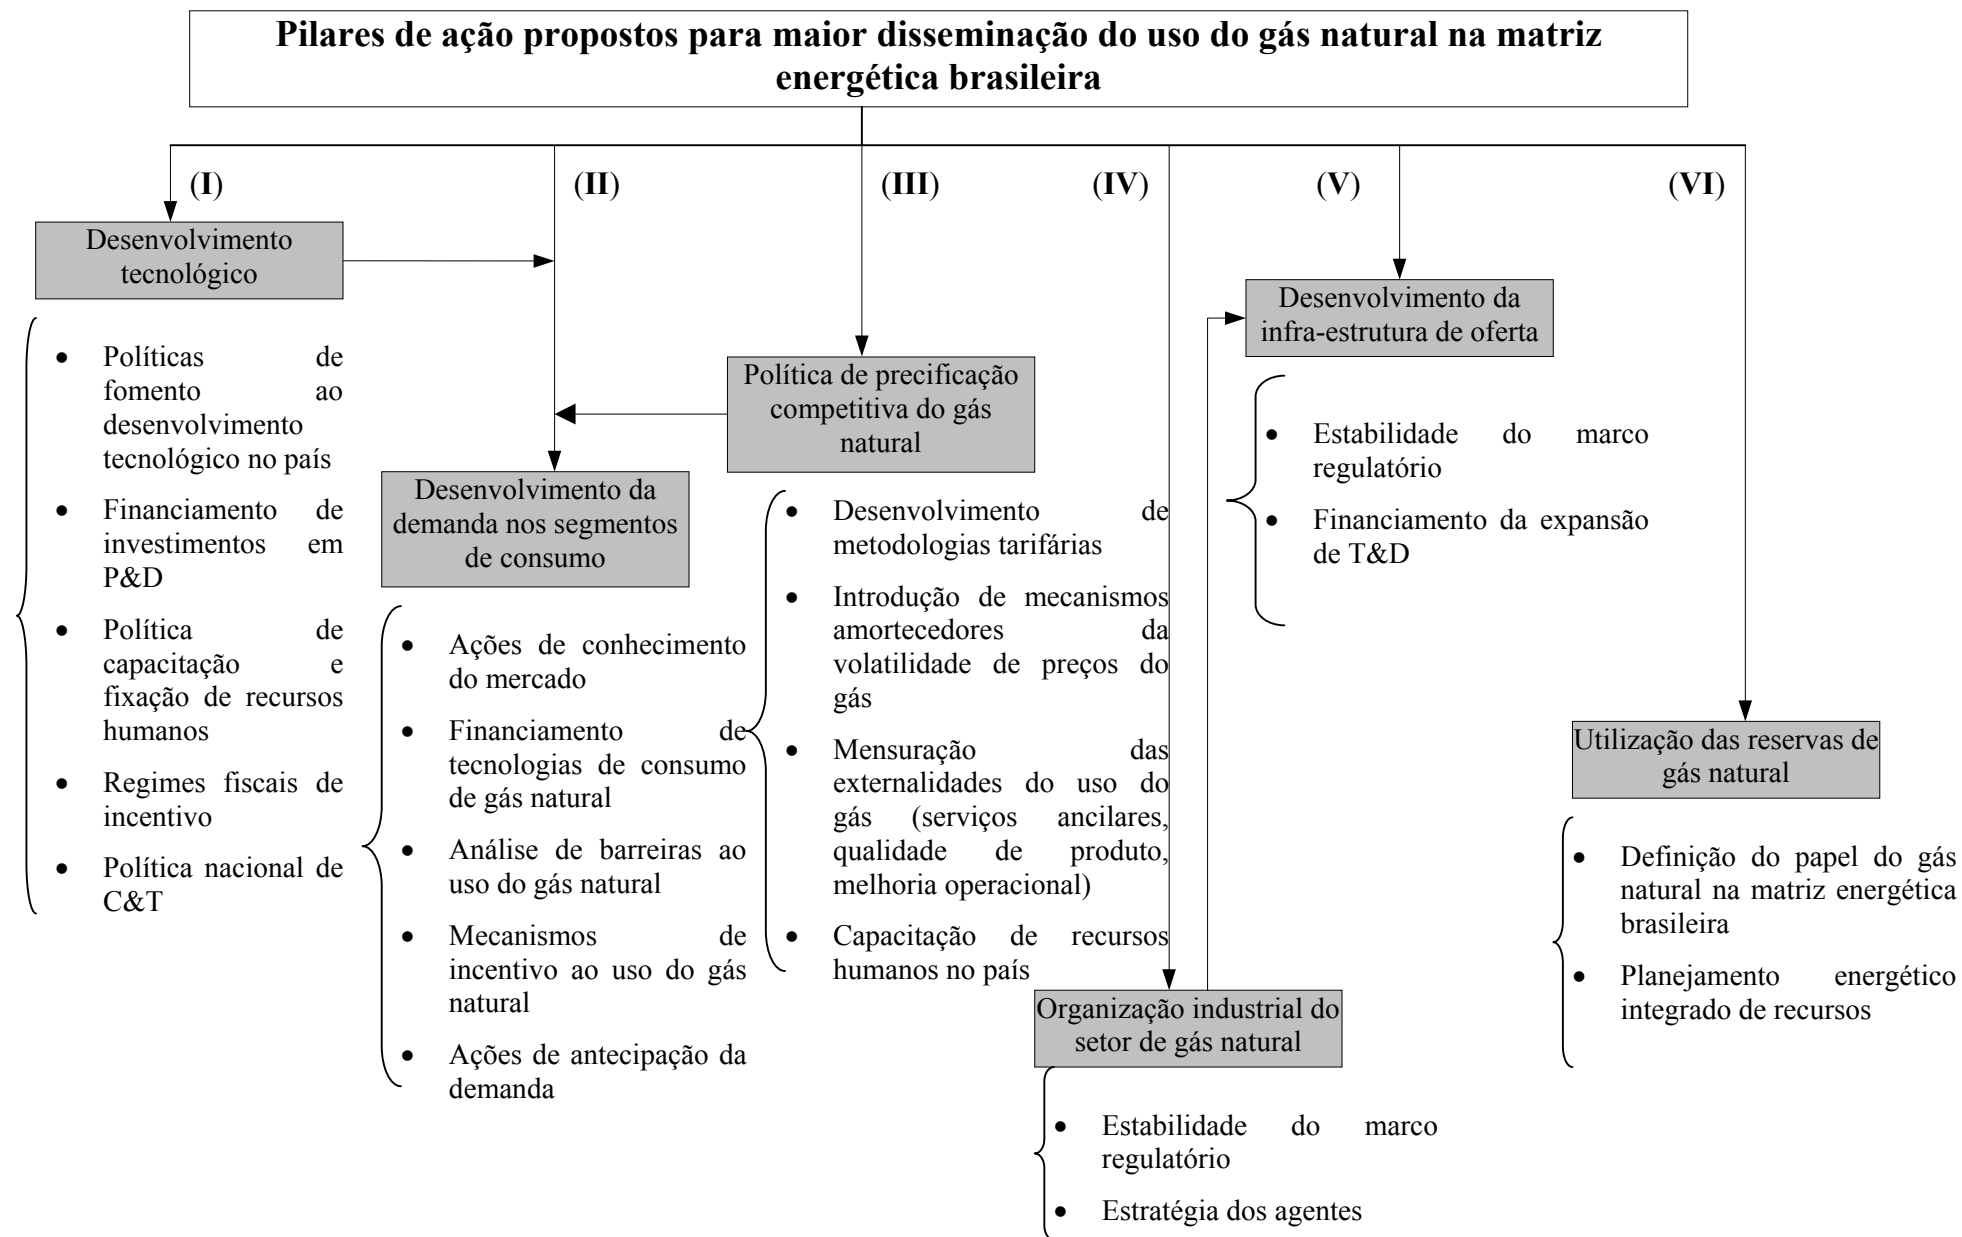 Pilares de ação propostos para maior disseminação do uso do gás natural na matriz
energética brasileira
(I)
(II)
(III)
(IV)
(V)
(VI)
Desenvolvimento
tecnológico
• Políticas de
fomento ao
desenvolvimento
tecnológico no país
• Financiamento de
investimentos em
P&D
• Política de
capacitação e
fixação de recursos
humanos
• Regimes fiscais de
incentivo
• Política nacional de
C&T
Desenvolvimento da
demanda nos segmentos
de consumo
• Ações de conhecimento
do mercado
• Financiamento de
tecnologias de consumo
de gás natural
• Análise de barreiras ao
uso do gás natural
• Mecanismos de
incentivo ao uso do gás
natural
• Ações de antecipação da
demanda
Política de precificação
competitiva do gás
natural
• Desenvolvimento de
metodologias tarifárias
• Introdução de mecanismos
amortecedores da
volatilidade de preços do
gás
• Mensuração das
externalidades do uso do
gás (serviços ancilares,
qualidade de produto,
melhoria operacional)
• Capacitação de recursos
humanos no país
Organização industrial do
setor de gás natural
• Estabilidade do marco
regulatório
• Estratégia dos agentes
Desenvolvimento da
infra-estrutura de oferta
• Estabilidade do marco
regulatório
• Financiamento da expansão
de T&D
Utilização das reservas de
gás natural
• Definição do papel do gás
natural na matriz energética
brasileira
• Planejamento energético
integrado de recursos